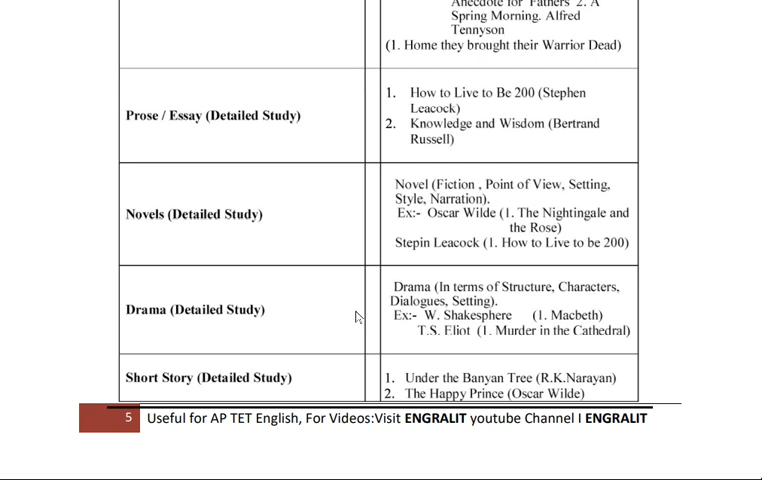 Anecdote for Fathers 2. A
Spring Morning. Alfred
Tennyson
(1. Home they brought their Warrior Dead)
Prose / Essay (Detailed Study)
1. How to Live to Be 200 (Stephen
Leacock)
2. Knowledge and Wisdom (Bertrand
Russell)
Novels (Detailed Study)
Novel (Fiction , Point of View, Setting,
Style, Narration).
Ex:- Oscar Wilde (1. The Nightingale and
the Rose)
Stepin Leacock (1. How to Live to be 200)
Drama (Detailed Study)
Drama (In terms of Structure, Characters,
Dialogues, Setting).
Ex:- W. Shakesphere (1. Macbeth)
T.S. Eliot (1. Murder in the Cathedral)
Short Story (Detailed Study)
1. Under the Banyan Tree (R.K.Narayan)
2. The Happy Prince (Oscar Wilde)
5 Useful for AP TET English, For Videos:Visit ENGRALIT youtube Channel I ENGRALIT